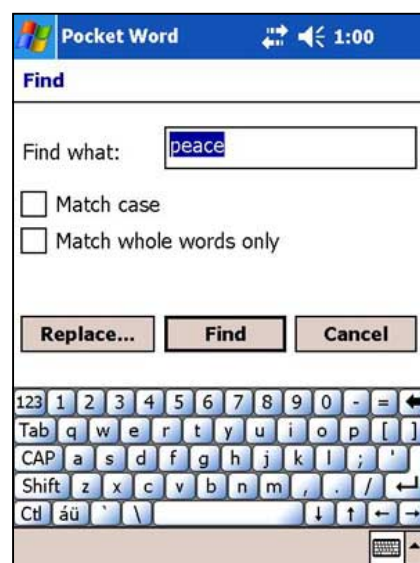 Pocket Word 1:00
Find
Find what: peace
Match case
Match whole words only
Replace... Find Cancel
123 1 2 3 4 5 6 7 8 9 0 - =
Tab q w e r t y u i o p [ ]
CAP a s d f g h j k l ; '
Shift z x c v b n m , . /
Ctl áü ` \